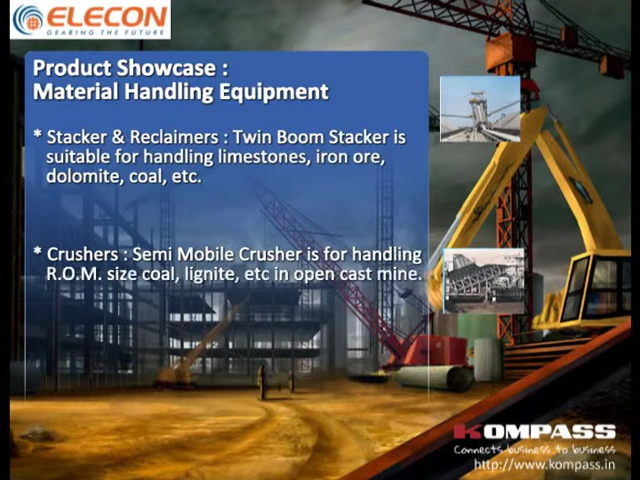 ELECON
GEARING THE FUTURE
Product Showcase :
Material Handling Equipment
* Stacker & Reclaimers : Twin Boom Stacker is
suitable for handling limestones, iron ore,
dolomite, coal, etc.
* Crushers : Semi Mobile Crusher is for handling
R.O.M. size coal, lignite, etc in open cast mine.
KOMPASS
Connects business to business
http://www.kompass.in